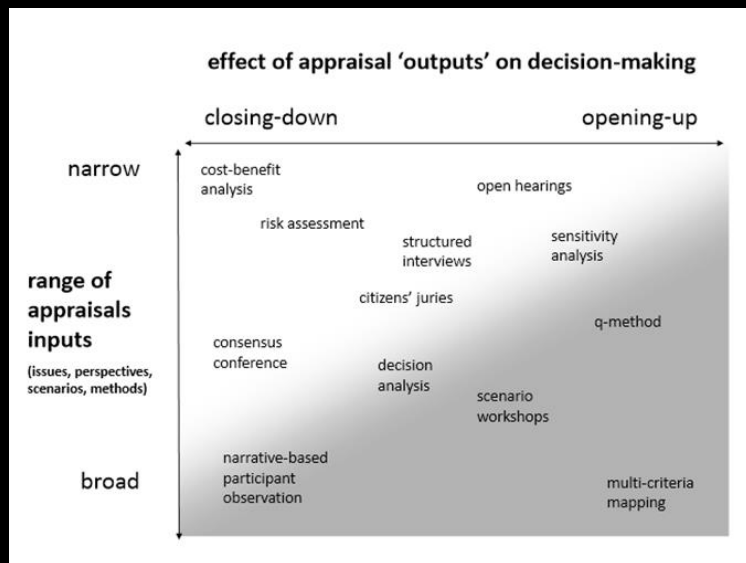 effect of appraisal ‘outputs’ on decision-making
closing-down
opening-up
narrow
cost-benefit
analysis
open hearings
risk assessment
structured
interviews
sensitivity
analysis
range of
appraisals
inputs
(issues, perspectives,
scenarios, methods)
citizens’ juries
q-method
consensus
conference
decision
analysis
scenario
workshops
broad
narrative-based
participant
observation
multi-criteria
mapping